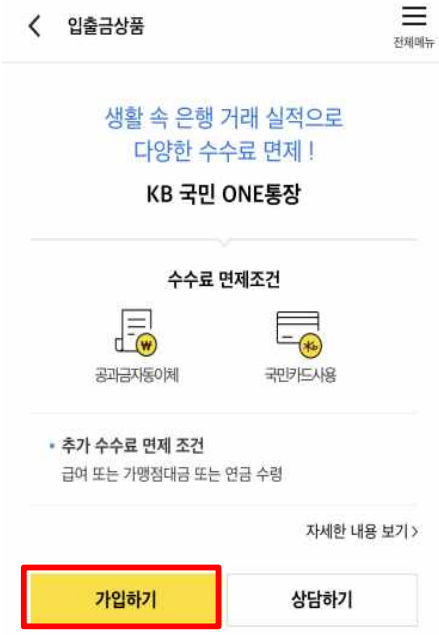 입출금상품
전체메뉴
생활 속 은행 거래 실적으로
다양한 수수료 면제 !
KB 국민 ONE통장
수수료 면제조건
₩
공과금자동이체
국민카드사용
• 추가 수수료 면제 조건
급여 또는 가맹점대금 또는 연금 수령
자세한 내용 보기 >
가입하기
상담하기